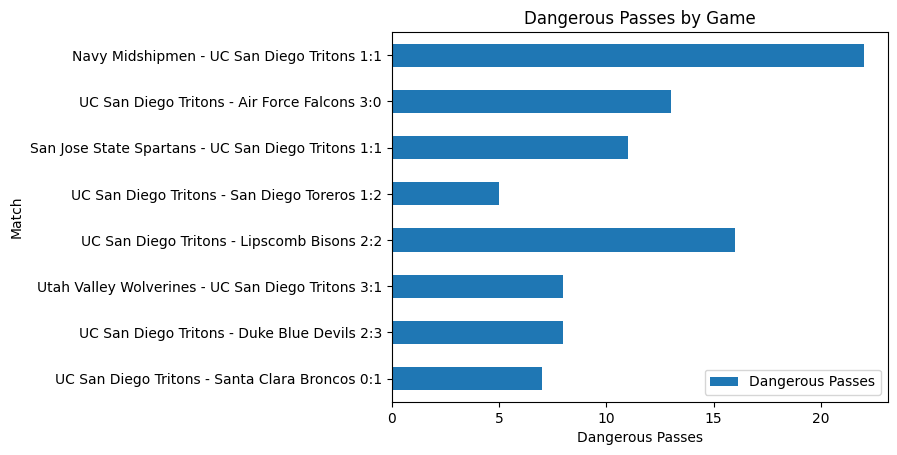 Dangerous Passes by Game
Match
Navy Midshipmen - UC San Diego Tritons 1:1
UC San Diego Tritons - Air Force Falcons 3:0
San Jose State Spartans - UC San Diego Tritons 1:1
UC San Diego Tritons - San Diego Toreros 1:2
UC San Diego Tritons - Lipscomb Bisons 2:2
Utah Valley Wolverines - UC San Diego Tritons 3:1
UC San Diego Tritons - Duke Blue Devils 2:3
UC San Diego Tritons - Santa Clara Broncos 0:1
Dangerous Passes
0 5 10 15 20
Dangerous Passes